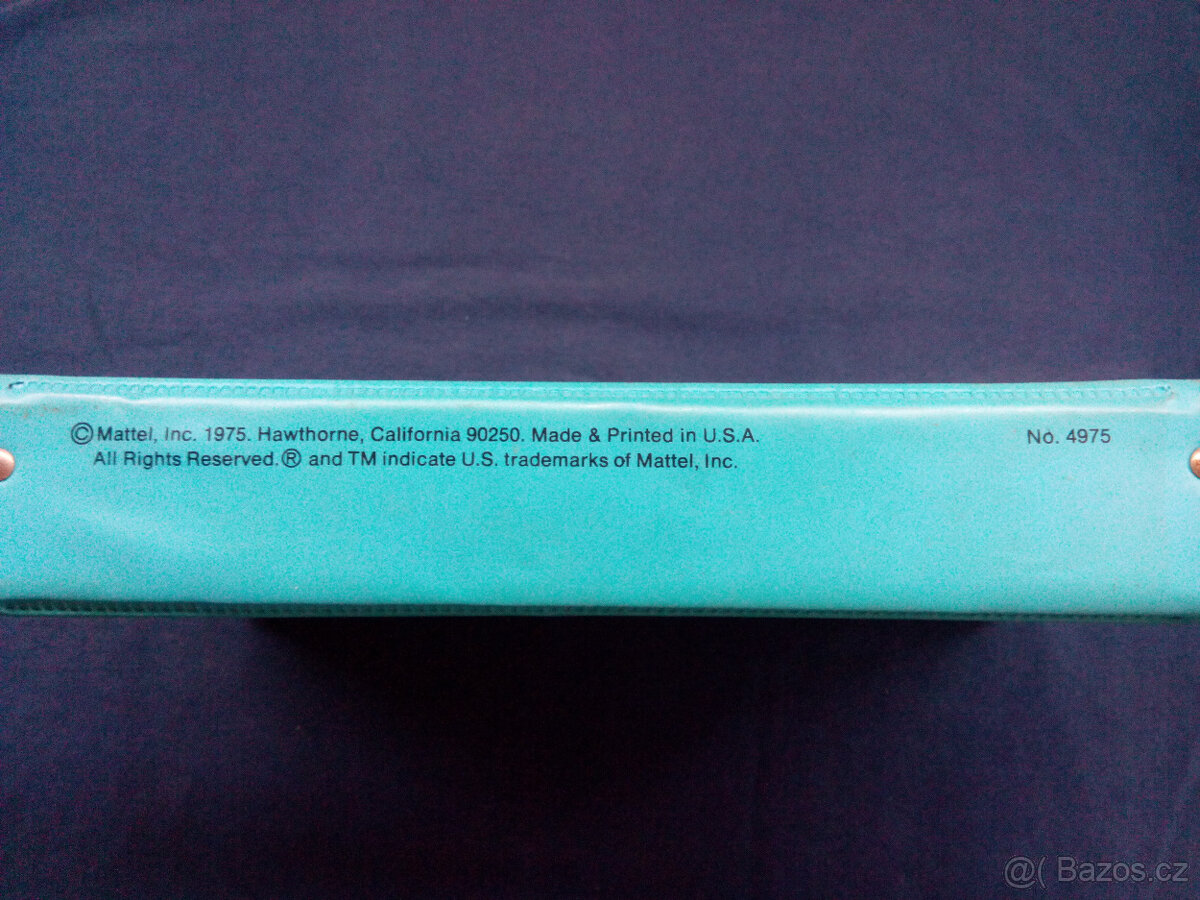 ©Mattel, Inc. 1975. Hawthorne, California 90250. Made & Printed in U.S.A. No. 4975
All Rights Reserved.® and TM indicate U.S. trademarks of Mattel, Inc.
@( Bazos.cz